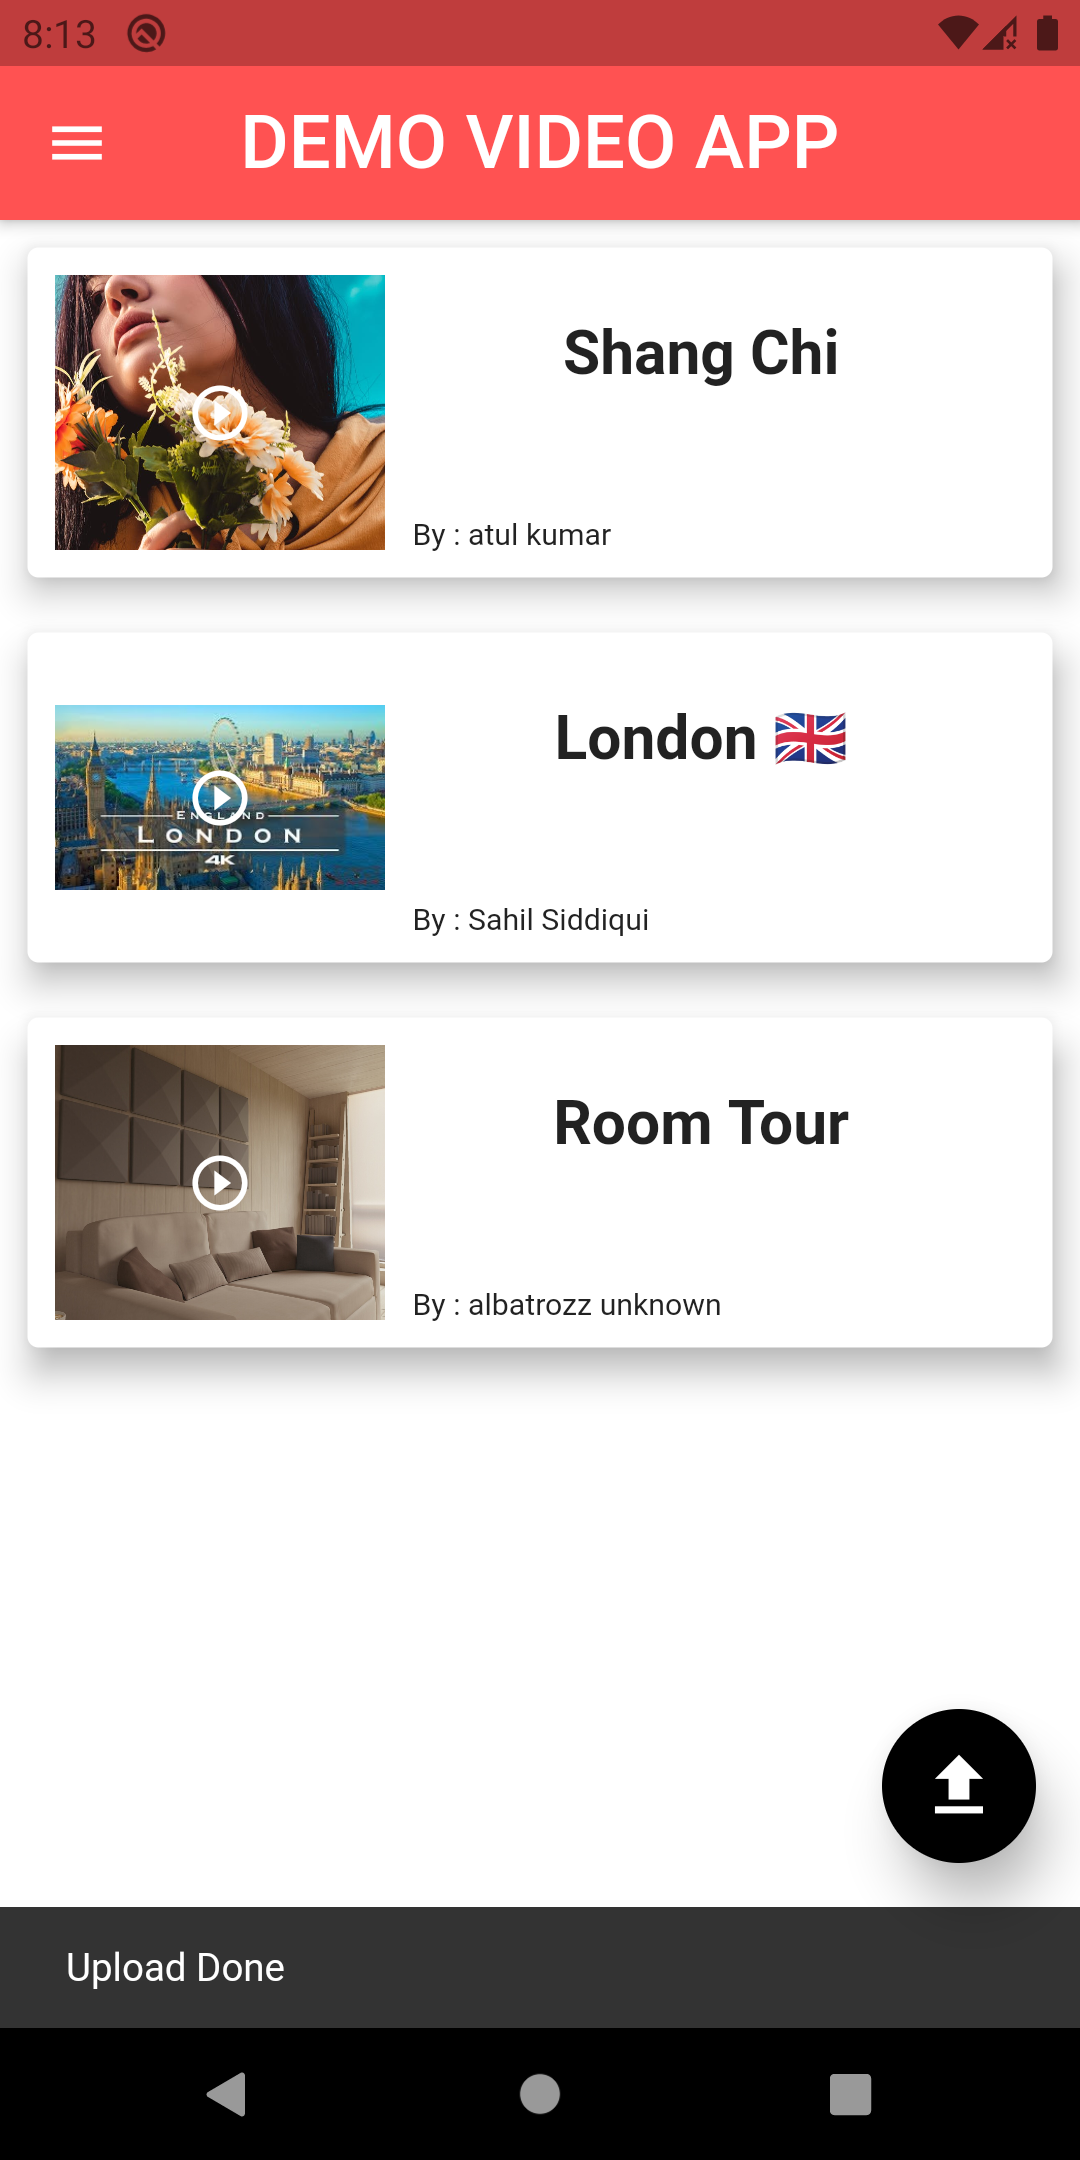 8:13
DEMO VIDEO APP
Shang Chi
By : atul kumar
London 🇬🇧
ENGLAND
LONDON
4K
By : Sahil Siddiqui
Room Tour
By : albatrozz unknown
Upload Done